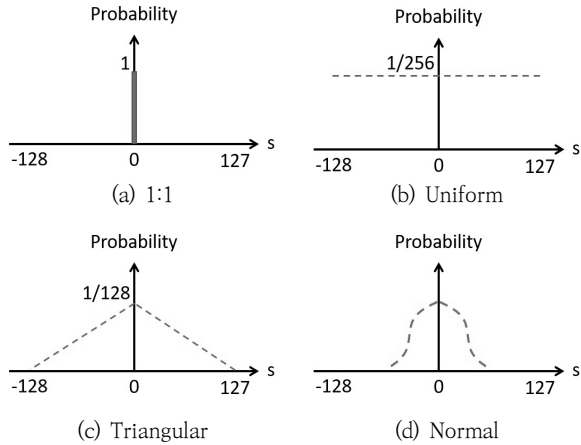 Probability
1
s
-128
0
127
(a) 1:1
Probability
1/256
s
-128
0
127
(b) Uniform
Probability
1/128
s
-128
0
127
(c) Triangular
Probability
s
-128
0
127
(d) Normal